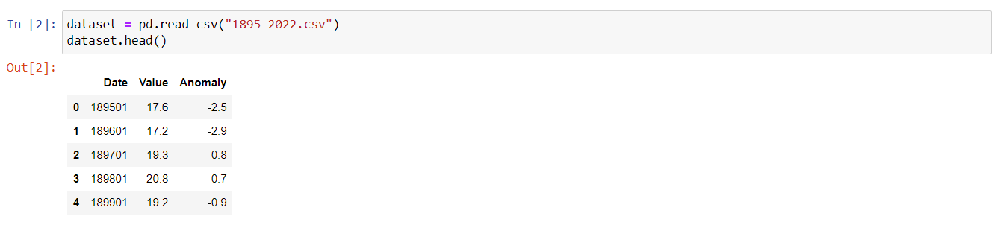 In [2]: dataset = pd.read_csv("1895-2022.csv")
dataset.head()
Out[2]:
Date Value Anomaly
0 189501 17.6 -2.5
1 189601 17.2 -2.9
2 189701 19.3 -0.8
3 189801 20.8 0.7
4 189901 19.2 -0.9